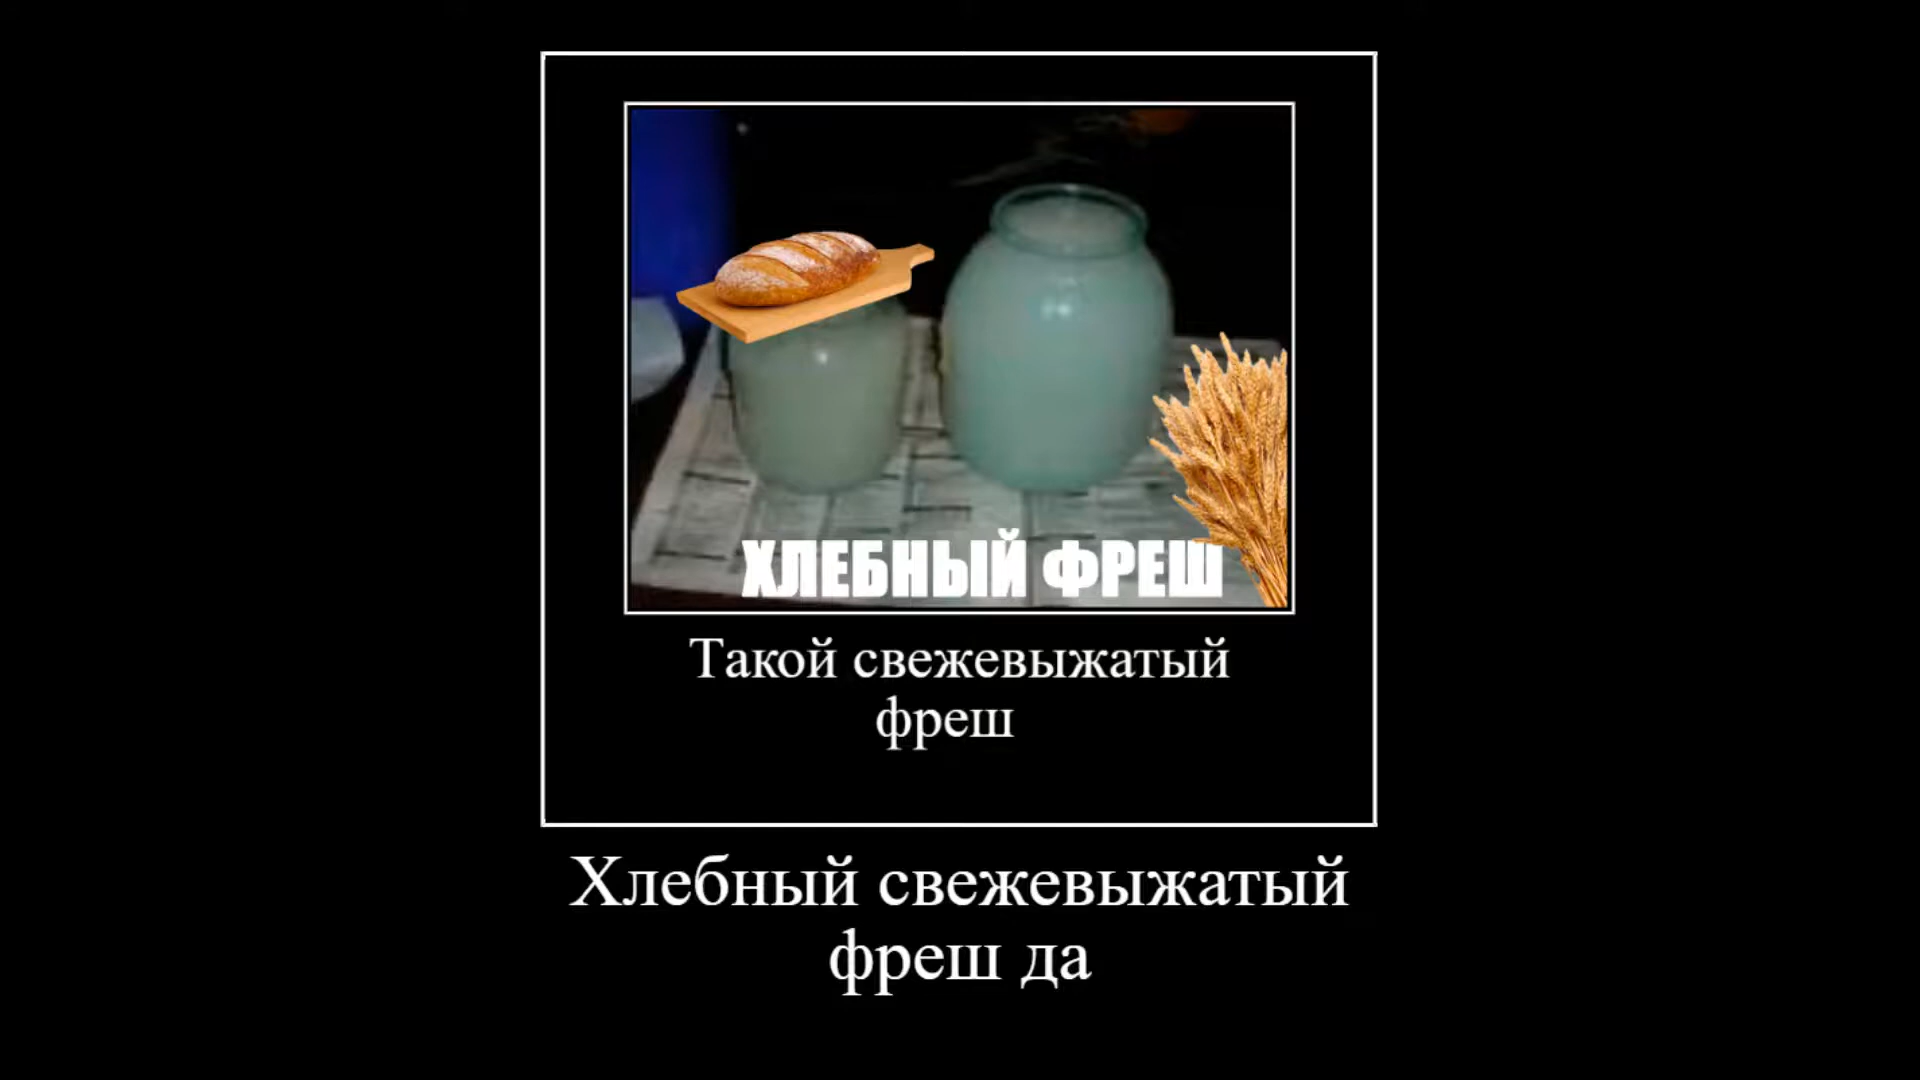 ХЛЕБНЫЙ ФРЕШ
Такой свежевыжатый
фреш
Хлебный свежевыжатый
фреш да